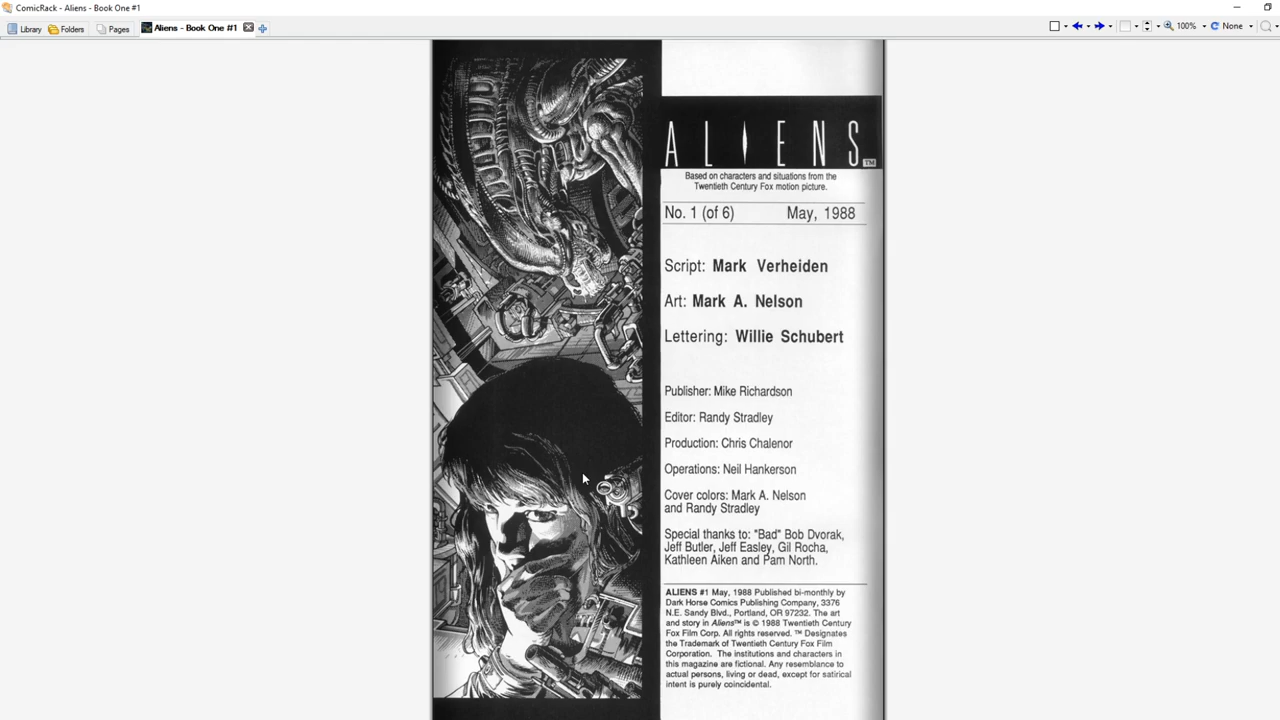 ComicRack - Aliens - Book One #1
Library Folders Pages Aliens - Book One #1 100% None
ALIENS TM
Based on characters and situations from the
Twentieth Century Fox motion picture.
No. 1 (of 6) May, 1988
Script: Mark Verheiden
Art: Mark A. Nelson
Lettering: Willie Schubert
Publisher: Mike Richardson
Editor: Randy Stradley
Production: Chris Chalenor
Operations: Neil Hankerson
Cover colors: Mark A. Nelson
and Randy Stradley
Special thanks to: "Bad" Bob Dvorak,
Jeff Butler, Jeff Easley, Gil Rocha,
Kathleen Aiken and Pam North.
ALIENS #1 May, 1988 Published bi-monthly by
Dark Horse Comics Publishing Company, 3376
N.E. Sandy Blvd., Portland, OR 97232. The art
and story in Aliens™ is © 1988 Twentieth Century
Fox Film Corp. All rights reserved. ™ Designates
the Trademark of Twentieth Century Fox Film
Corporation. The institutions and characters in
this magazine are fictional. Any resemblance to
actual persons, living or dead, except for satirical
intent is purely coincidental.